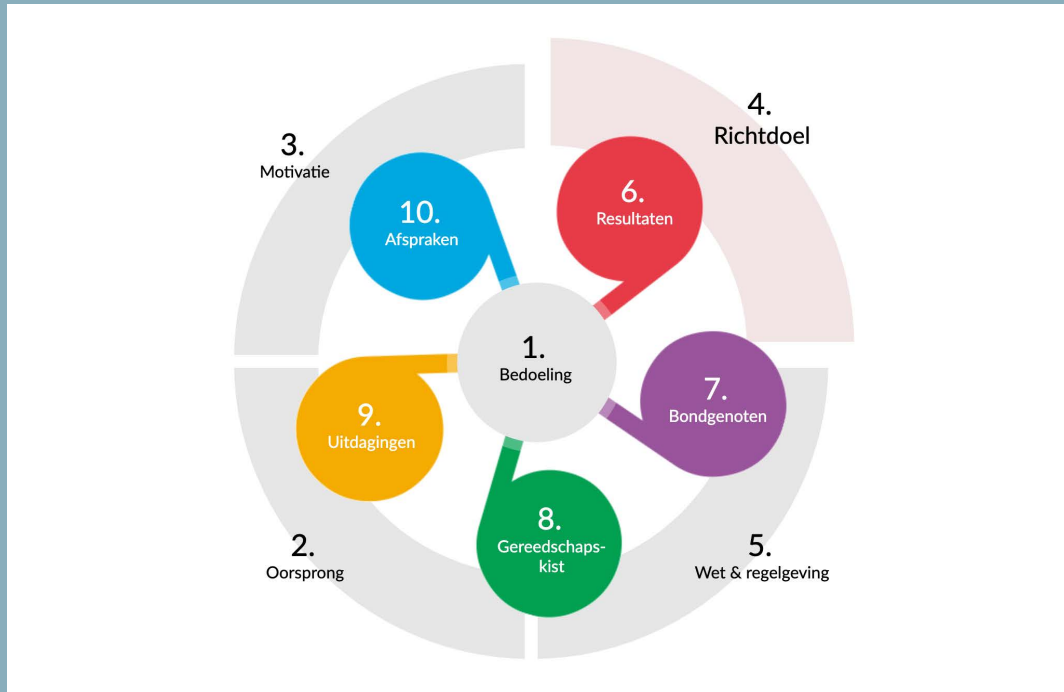 4.
Richtdoel
3.
Motivatie
6.
Resultaten
10.
Afspraken
1.
Bedoeling
7.
Bondgenoten
9.
Uitdagingen
8.
Gereedschaps-
kist
2.
Oorsprong
5.
Wet & regelgeving